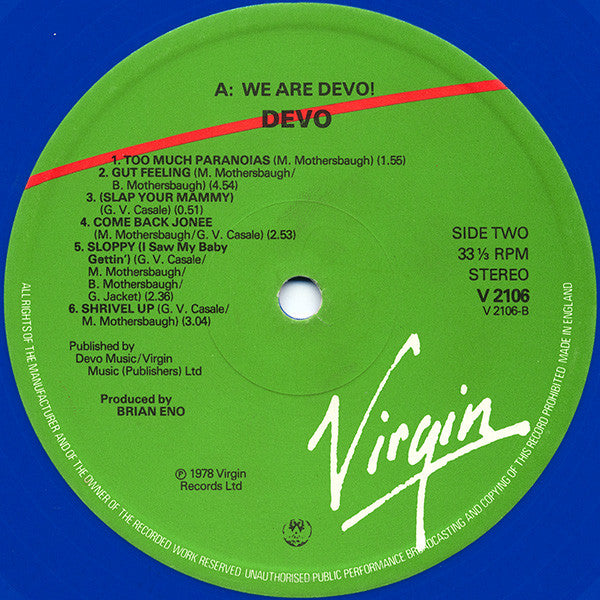 A: WE ARE DEVO!
DEVO
1. TOO MUCH PARANOIAS (M. Mothersbaugh) (1.55)
2. GUT FEELING (M. Mothersbaugh/
B. Mothersbaugh) (4.54)
3. (SLAP YOUR MAMMY)
(G. V. Casale) (0.51)
4. COME BACK JONEE
(M. Mothersbaugh/G. V. Casale) (2.53)
5. SLOPPY (I Saw My Baby
Gettin') (G. V. Casale/
M. Mothersbaugh/
B. Mothersbaugh/
G. Jacket) (2.36)
6. SHRIVEL UP (G. V. Casale/
M. Mothersbaugh) (3.04)
SIDE TWO
33 ⅓ RPM
STEREO
V 2106
V 2106-B
Published by
Devo Music/Virgin
Music (Publishers) Ltd
Produced by
BRIAN ENO
℗ 1978 Virgin
Records Ltd
Virgin
ALL RIGHTS OF THE MANUFACTURER AND OF THE OWNER OF THE RECORDED WORK RESERVED UNAUTHORISED PUBLIC PERFORMANCE BROADCASTING AND COPYING OF THIS RECORD PROHIBITED MADE IN ENGLAND